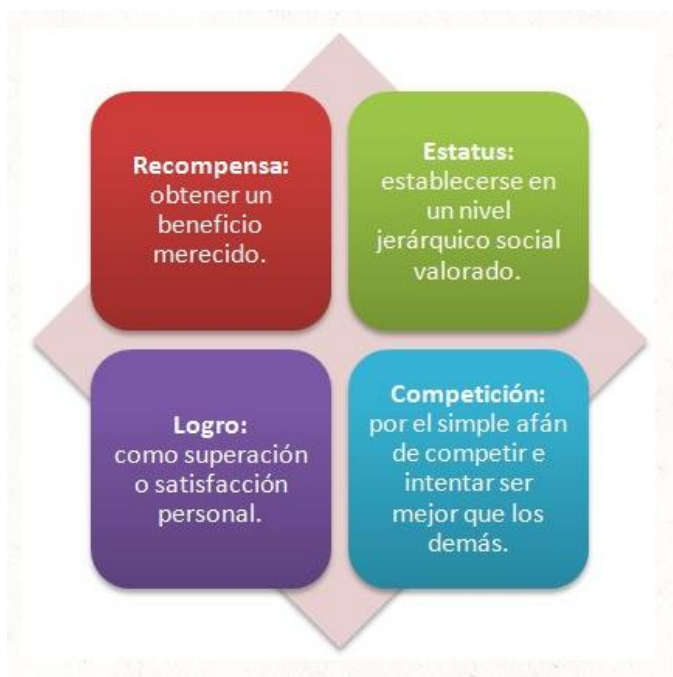 Recompensa:
obtener un
beneficio
merecido.
Estatus:
establecerse en
un nivel
jerárquico social
valorado.
Logro:
como superación
o satisfacción
personal.
Competición:
por el simple afán
de competir e
intentar ser
mejor que los
demás.